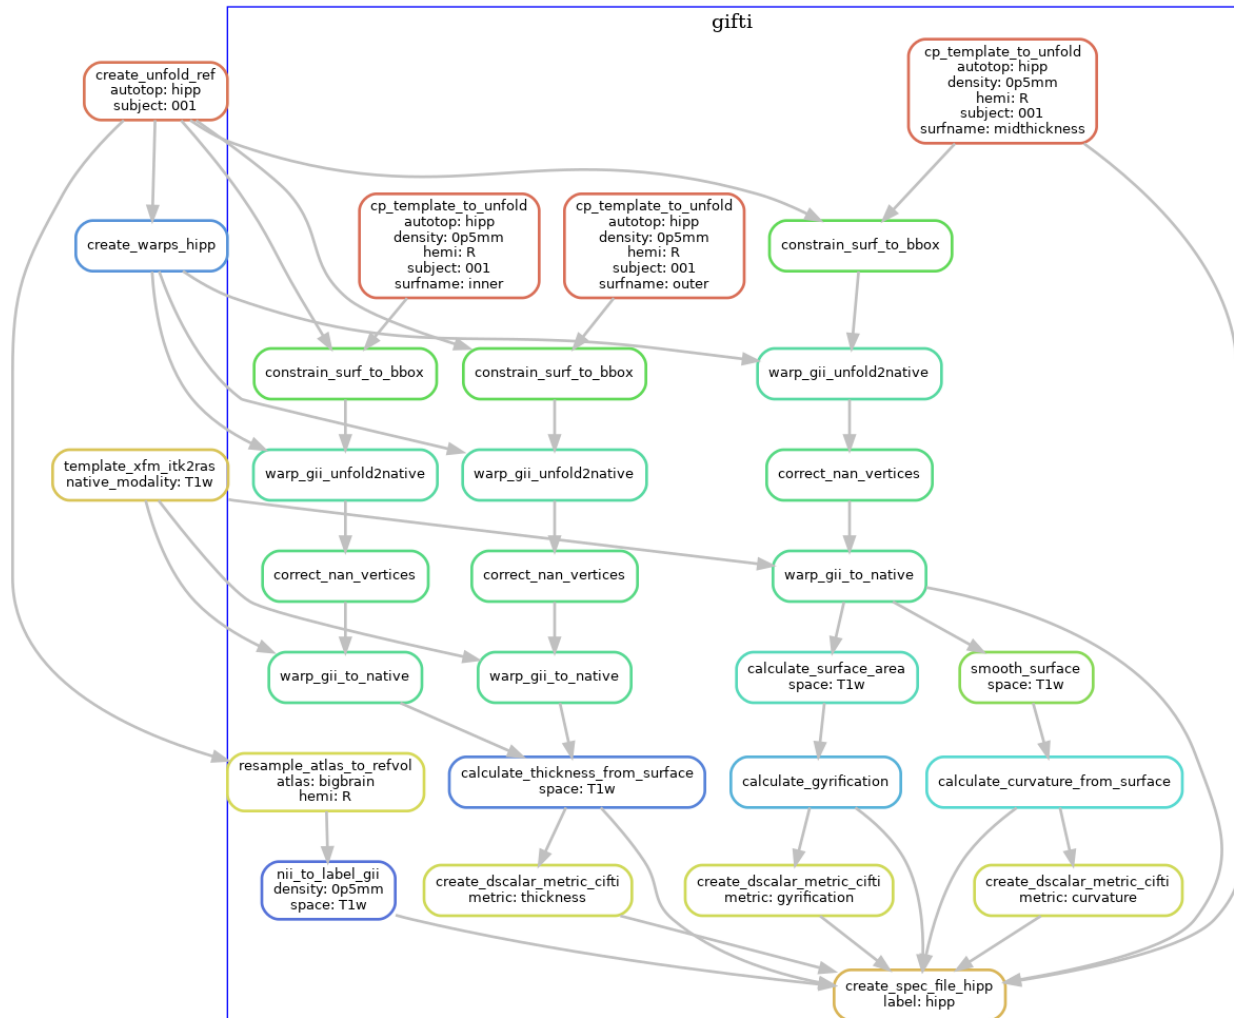 gifti
create_unfold_ref
autotop: hipp
subject: 001
cp_template_to_unfold
autotop: hipp
density: 0p5mm
hemi: R
subject: 001
surfname: midthickness
create_warps_hipp
cp_template_to_unfold
autotop: hipp
density: 0p5mm
hemi: R
subject: 001
surfname: inner
cp_template_to_unfold
autotop: hipp
density: 0p5mm
hemi: R
subject: 001
surfname: outer
constrain_surf_to_bbox
constrain_surf_to_bbox
constrain_surf_to_bbox
warp_gii_unfold2native
template_xfm_itk2ras
native_modality: T1w
warp_gii_unfold2native
warp_gii_unfold2native
correct_nan_vertices
correct_nan_vertices
correct_nan_vertices
warp_gii_to_native
warp_gii_to_native
warp_gii_to_native
calculate_surface_area
space: T1w
smooth_surface
space: T1w
resample_atlas_to_refvol
atlas: bigbrain
hemi: R
calculate_thickness_from_surface
space: T1w
calculate_gyrification
calculate_curvature_from_surface
nii_to_label_gii
density: 0p5mm
space: T1w
create_dscalar_metric_cifti
metric: thickness
create_dscalar_metric_cifti
metric: gyrification
create_dscalar_metric_cifti
metric: curvature
create_spec_file_hipp
label: hipp